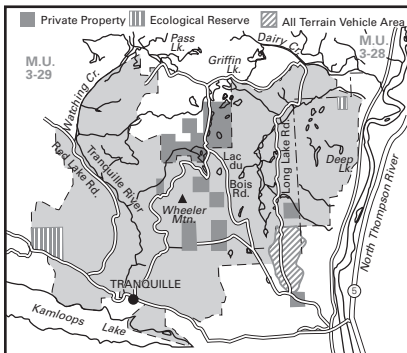 Private Property
Ecological Reserve
All Terrain Vehicle Area
M.U.
3-29
Pass
Lk.
Griffin
Lk.
Dairy C.
M.U.
3-28
Watching Cr.
Red Lake Rd.
Tranquille River
Lac
du
Bois
Rd.
Long Lake Rd.
Deep
Lk.
Wheeler
Mtn.
North Thompson River
TRANQUILLE
5
Kamloops
Lake